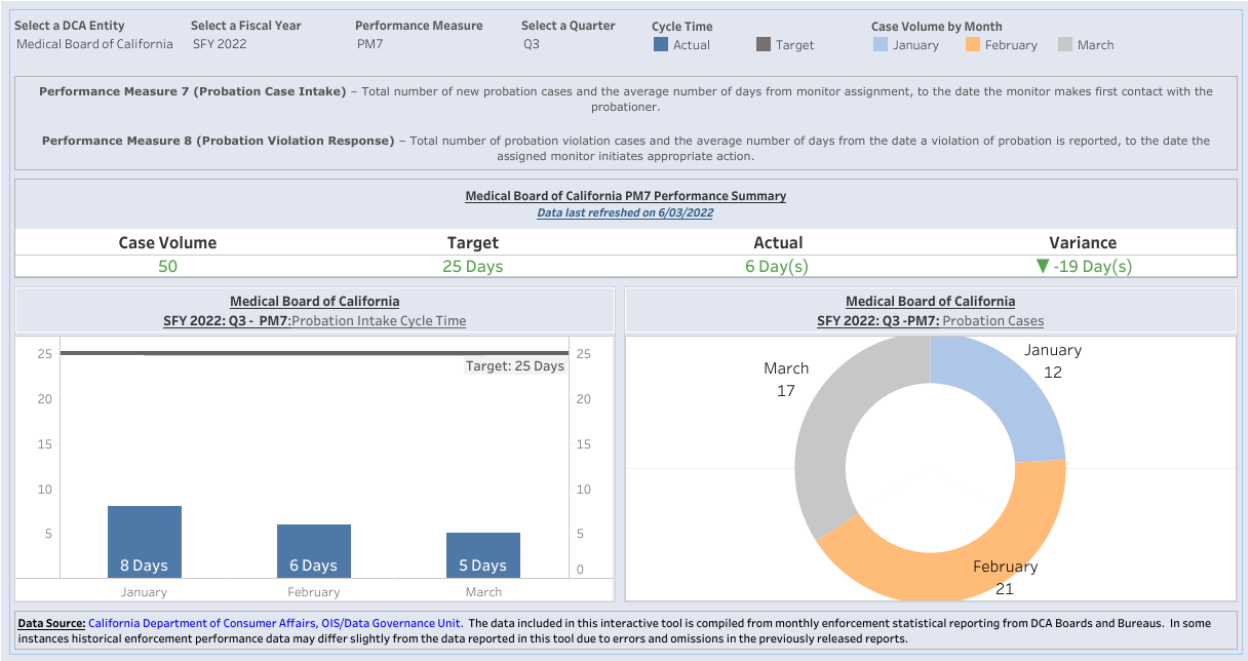 Select a DCA Entity
Medical Board of California
Select a Fiscal Year
SFY 2022
Performance Measure
PM7
Select a Quarter
Q3
Cycle Time
Actual
Target
Case Volume by Month
January
February
March
Performance Measure 7 (Probation Case Intake) – Total number of new probation cases and the average number of days from monitor assignment, to the date the monitor makes first contact with the
probationer.
Performance Measure 8 (Probation Violation Response) – Total number of probation violation cases and the average number of days from the date a violation of probation is reported, to the date the
assigned monitor initiates appropriate action.
Medical Board of California PM7 Performance Summary
Data last refreshed on 6/03/2022
Case Volume
Target
Actual
Variance
50
25 Days
6 Day(s)
▼ -19 Day(s)
Medical Board of California
SFY 2022: Q3 - PM7:Probation Intake Cycle Time
25
20
15
10
5
Target: 25 Days
25
20
15
10
5
0
8 Days
6 Days
5 Days
January
February
March
Medical Board of California
SFY 2022: Q3 -PM7: Probation Cases
January
12
March
17
February
21
Data Source: California Department of Consumer Affairs, OIS/Data Governance Unit. The data included in this interactive tool is compiled from monthly enforcement statistical reporting from DCA Boards and Bureaus. In some
instances historical enforcement performance data may differ slightly from the data reported in this tool due to errors and omissions in the previously released reports.